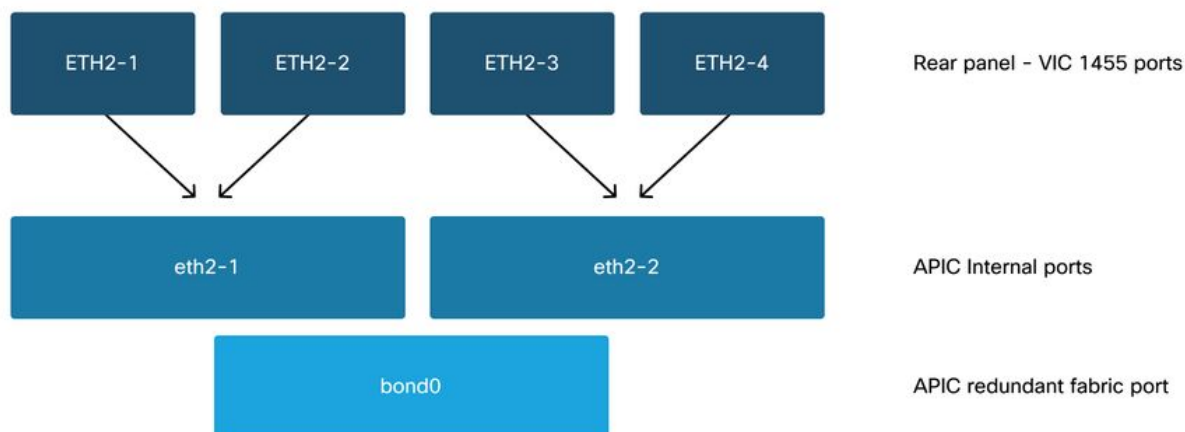 ETH2-1 ETH2-2 ETH2-3 ETH2-4 Rear panel - VIC 1455 ports
eth2-1 eth2-2 APIC Internal ports
bond0 APIC redundant fabric port